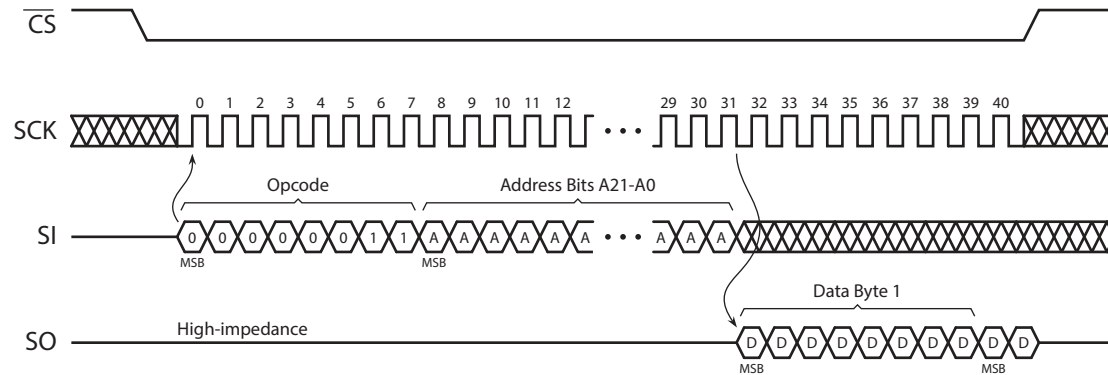 CS
0 1 2 3 4 5 6 7 8 9 10 11 12 29 30 31 32 33 34 35 36 37 38 39 40
SCK
Opcode Address Bits A21-A0
SI 0 0 0 0 0 0 1 1 A A A A A A A A A
MSB MSB
Data Byte 1
High-impedance
SO D D D D D D D D D D
MSB MSB